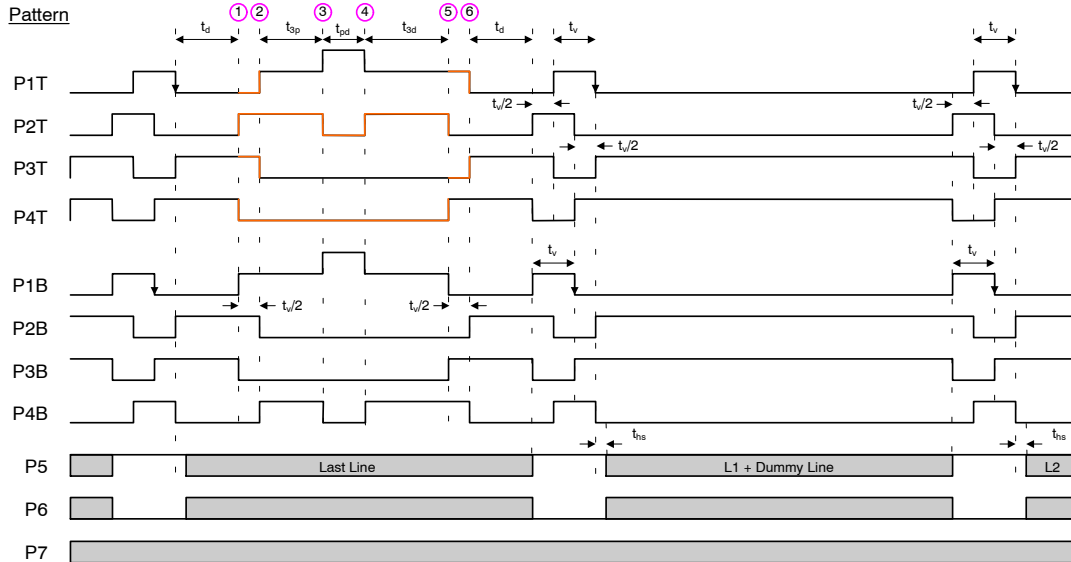 Pattern
1 2 3 4 5 6
td t3p tpd t3d td tv tv
P1T
tv/2 tv/2
P2T
tv/2 tv/2
P3T
P4T
tv tv
P1B
tv/2 tv/2
P2B
P3B
P4B
ths ths
P5 Last Line L1 + Dummy Line L2
P6
P7